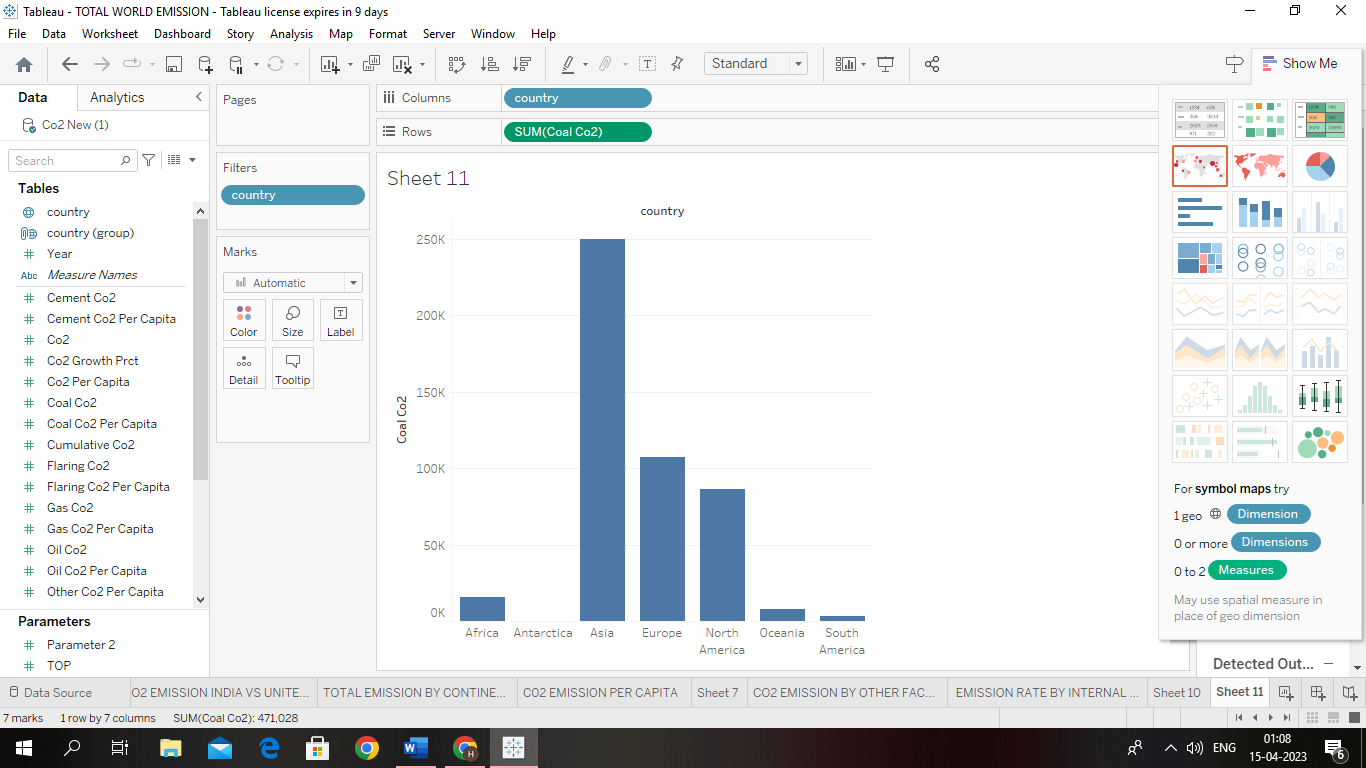 Tableau - TOTAL WORLD EMISSION - Tableau license expires in 9 days
File Data Worksheet Dashboard Story Analysis Map Format Server Window Help
Standard
Show Me
Data Analytics
Co2 New (1)
Search
Tables
country
country (group)
# Year
Abc Measure Names
# Cement Co2
# Cement Co2 Per Capita
# Co2
# Co2 Growth Prct
# Co2 Per Capita
# Coal Co2
# Coal Co2 Per Capita
# Cumulative Co2
# Flaring Co2
# Flaring Co2 Per Capita
# Gas Co2
# Gas Co2 Per Capita
# Oil Co2
# Oil Co2 Per Capita
# Other Co2 Per Capita
Parameters
# Parameter 2
# TOP
Pages
Filters
country
Marks
Automatic
Color Size Label
Detail Tooltip
Columns country
Rows SUM(Coal Co2)
Sheet 11
country
250K
200K
150K
100K
50K
0K
Coal Co2
Africa Antarctica Asia Europe North America Oceania South America
For symbol maps try
1 geo Dimension
0 or more Dimensions
0 to 2 Measures
May use spatial measure in
place of geo dimension
Detected Out...
Data Source O2 EMISSION INDIA VS UNITE... TOTAL EMISSION BY CONTINE... CO2 EMISSION PER CAPITA Sheet 7 CO2 EMISSION BY OTHER FAC... EMISSION RATE BY INTERNAL ... Sheet 10 Sheet 11
7 marks 1 row by 7 columns SUM(Coal Co2): 471,028
ENG
01:08
15-04-2023
6